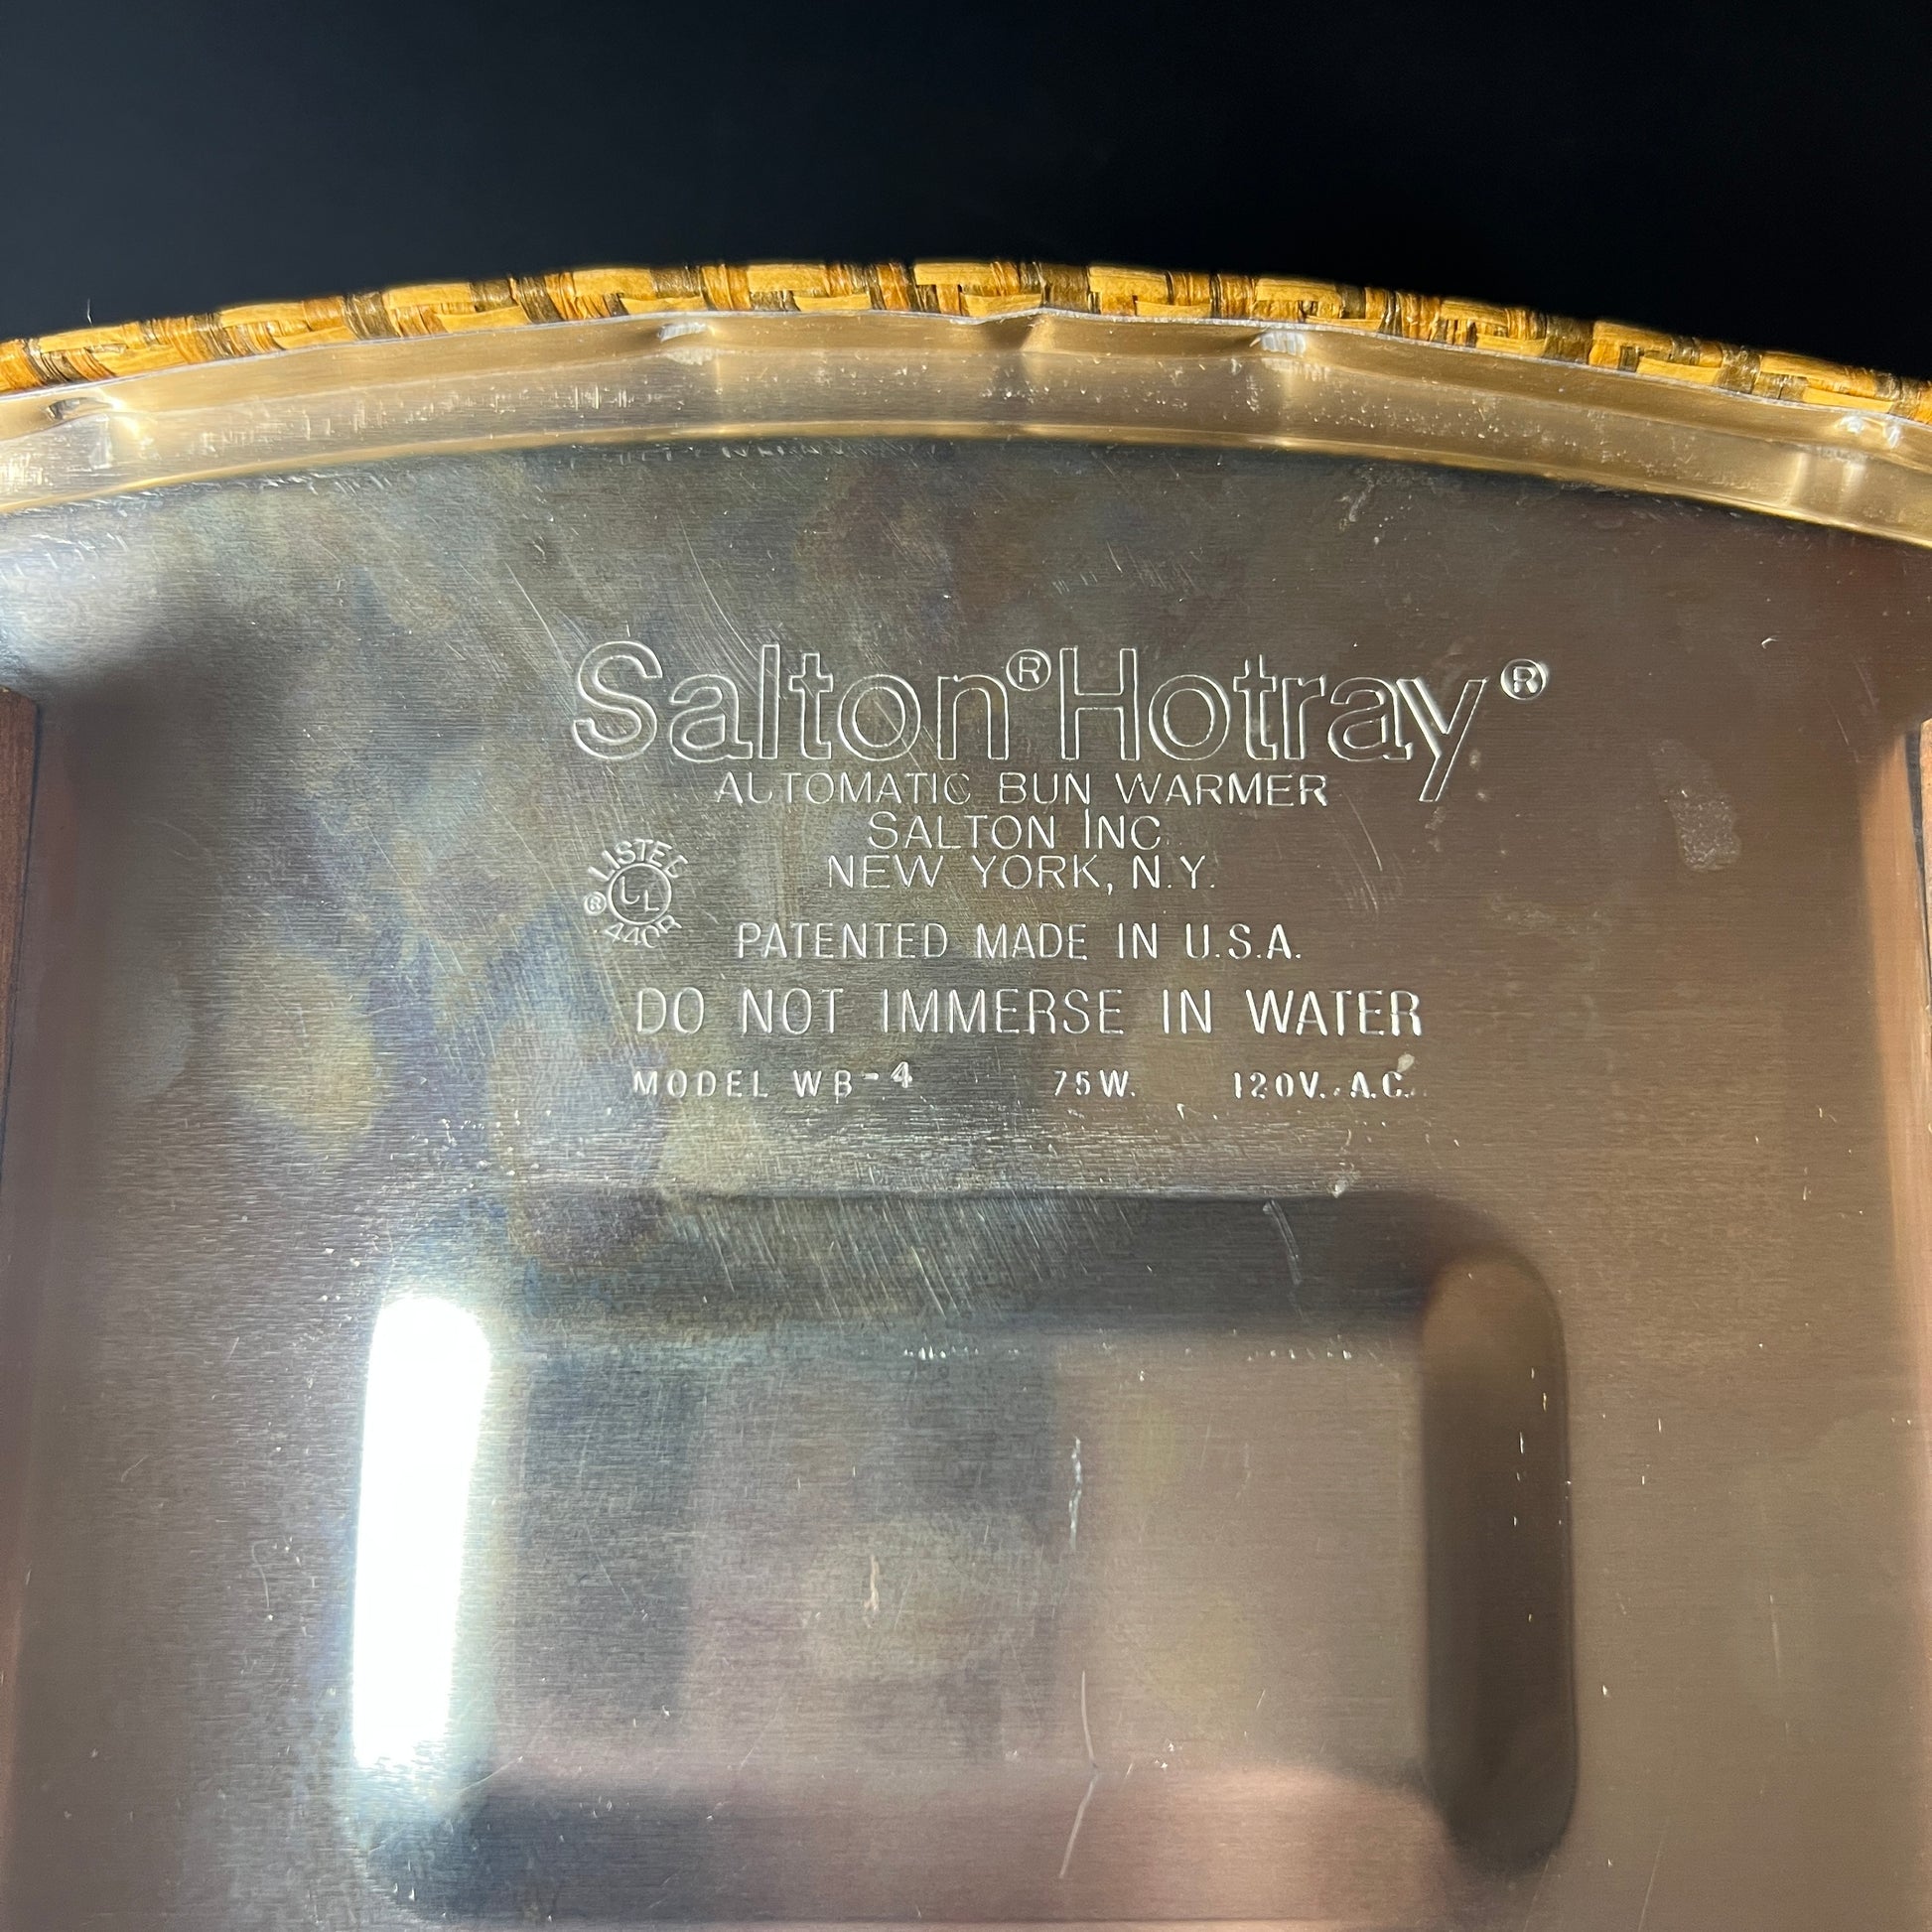 Salton® Hotray®
AUTOMATIC BUN WARMER
SALTON INC.
NEW YORK, N.Y.
LISTED
UL
®
PATENTED MADE IN U.S.A.
DO NOT IMMERSE IN WATER
MODEL WB-4 75W. 120V. A.C.